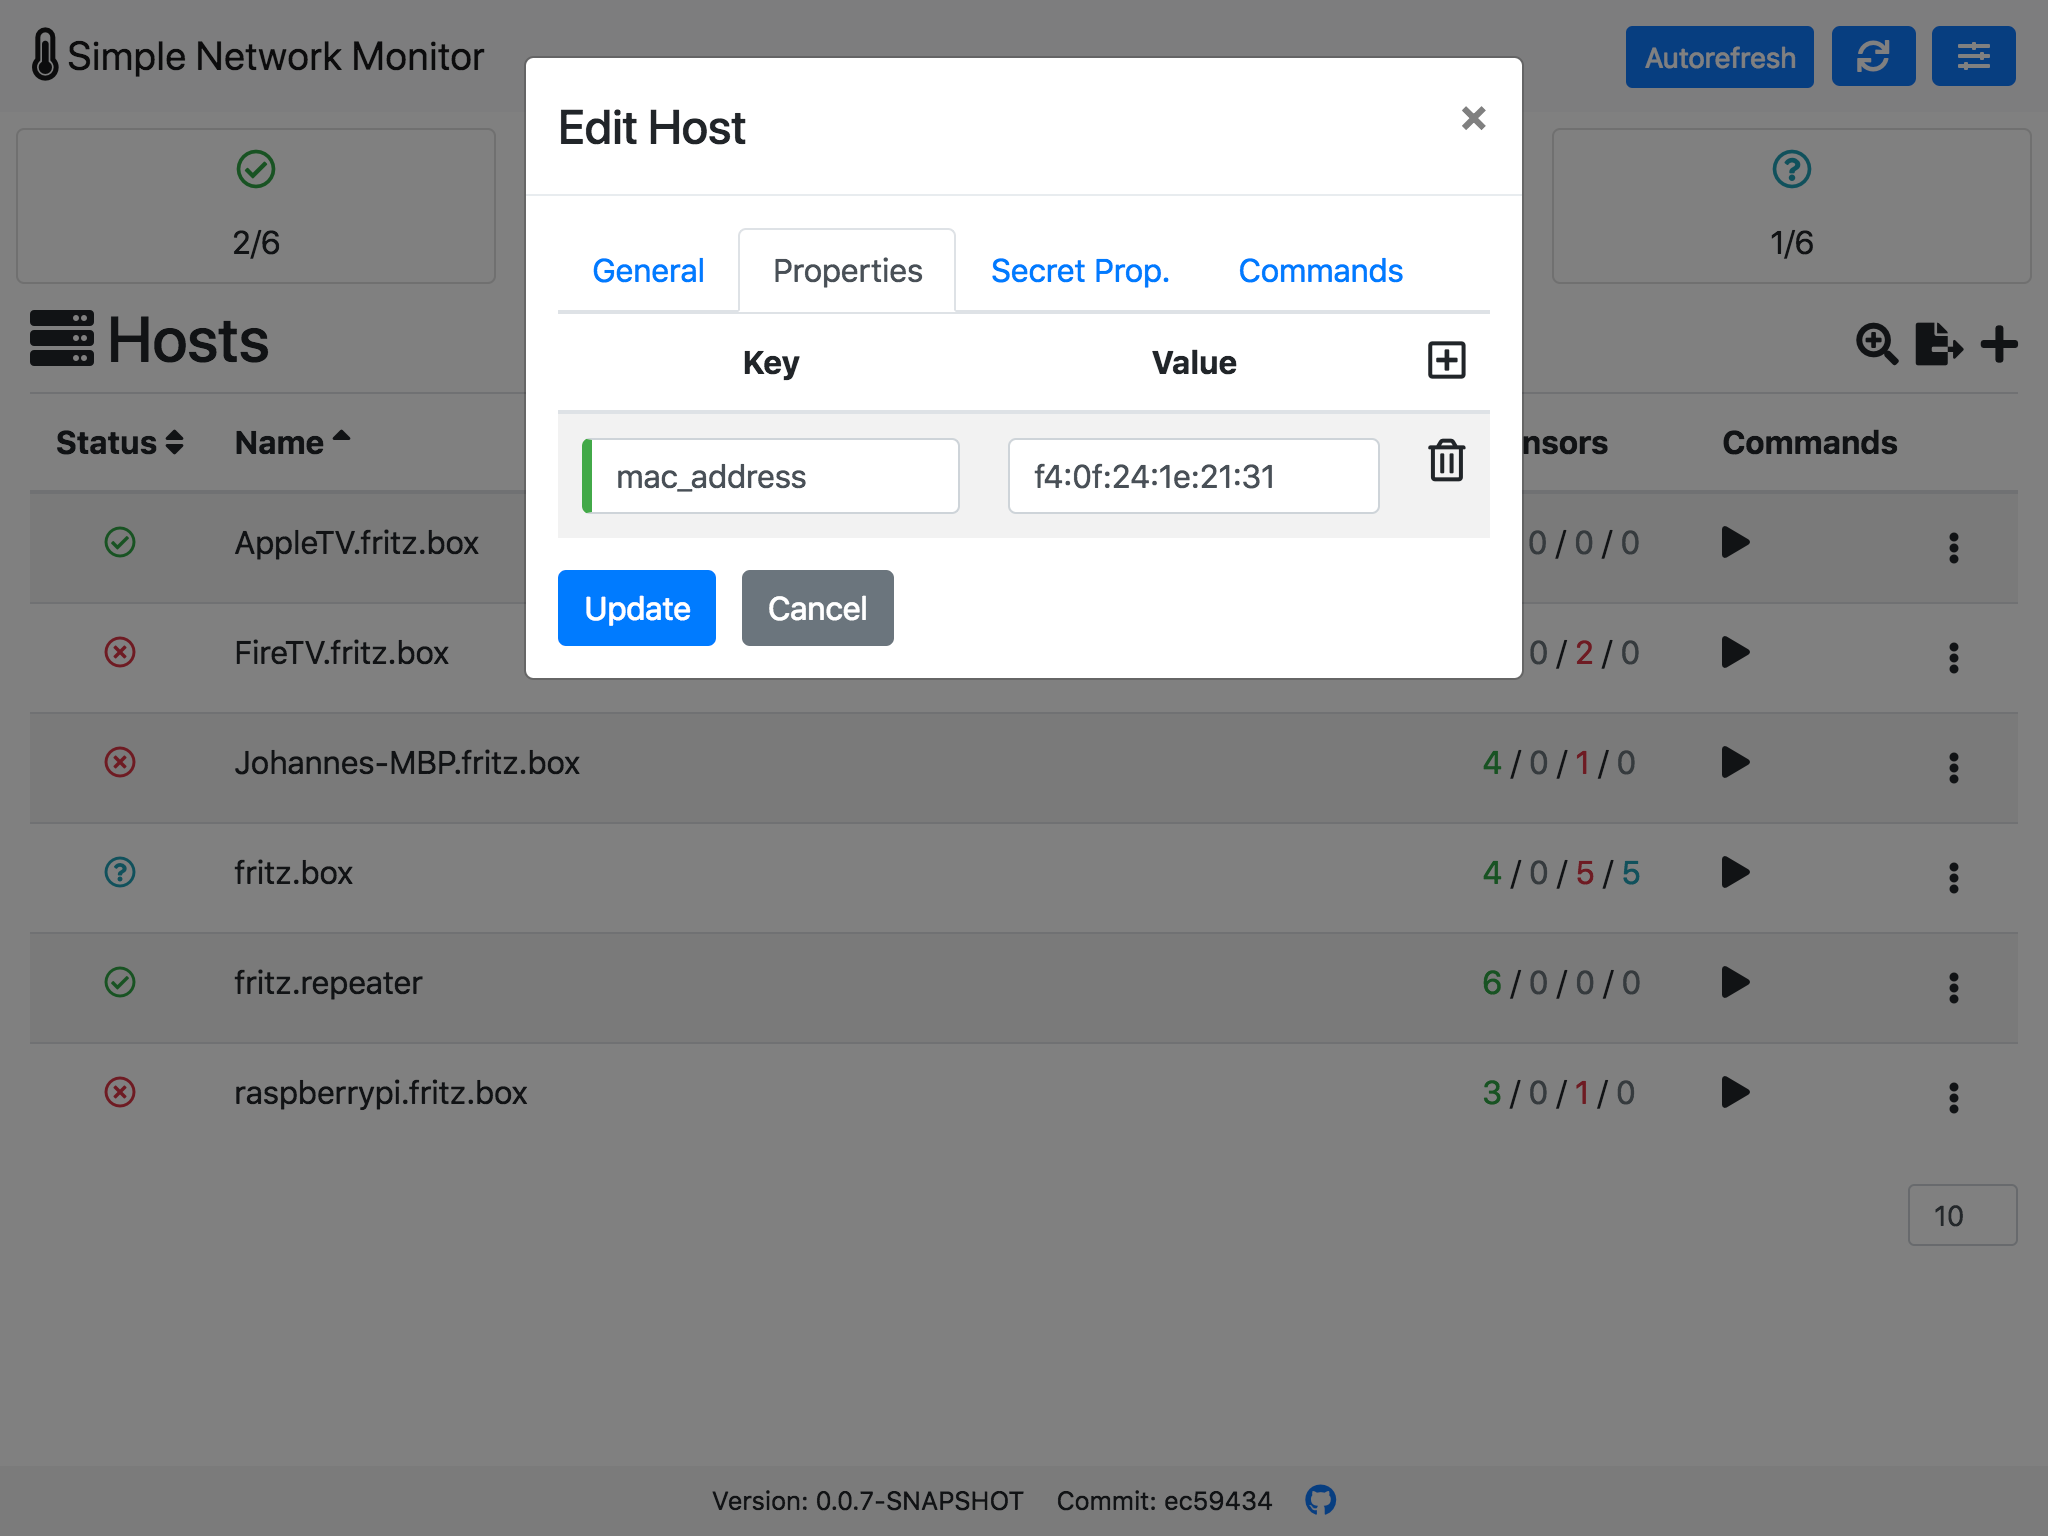 Simple Network Monitor
Autorefresh
2/6
1/6
Hosts
Status Name nsors Commands
AppleTV.fritz.box 0 / 0 / 0
FireTV.fritz.box 0 / 2 / 0
Johannes-MBP.fritz.box 4 / 0 / 1 / 0
fritz.box 4 / 0 / 5 / 5
fritz.repeater 6 / 0 / 0 / 0
raspberrypi.fritz.box 3 / 0 / 1 / 0
10
Edit Host ×
General Properties Secret Prop. Commands
Key Value
mac_address f4:0f:24:1e:21:31
Update Cancel
Version: 0.0.7-SNAPSHOT Commit: ec59434